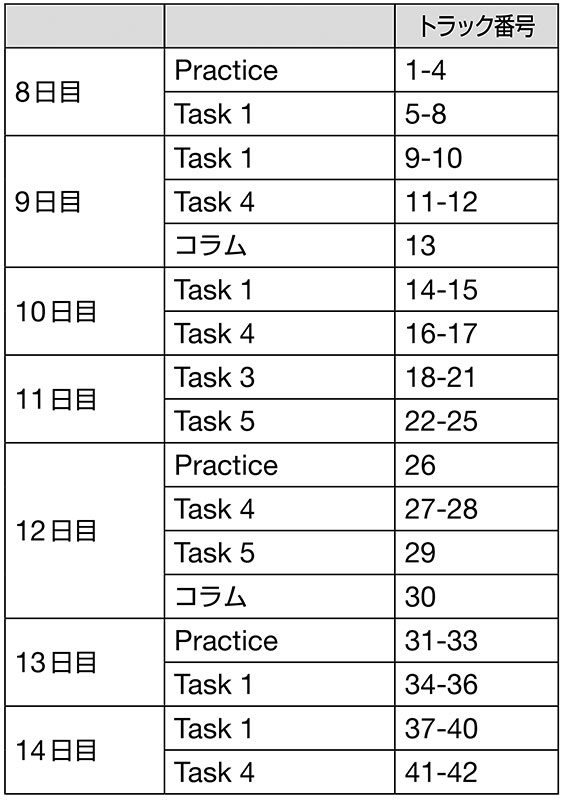 トラック番号
8日目 Practice 1-4
Task 1 5-8
9日目 Task 1 9-10
Task 4 11-12
コラム 13
10日目 Task 1 14-15
Task 4 16-17
11日目 Task 3 18-21
Task 5 22-25
12日目 Practice 26
Task 4 27-28
Task 5 29
コラム 30
13日目 Practice 31-33
Task 1 34-36
14日目 Task 1 37-40
Task 4 41-42